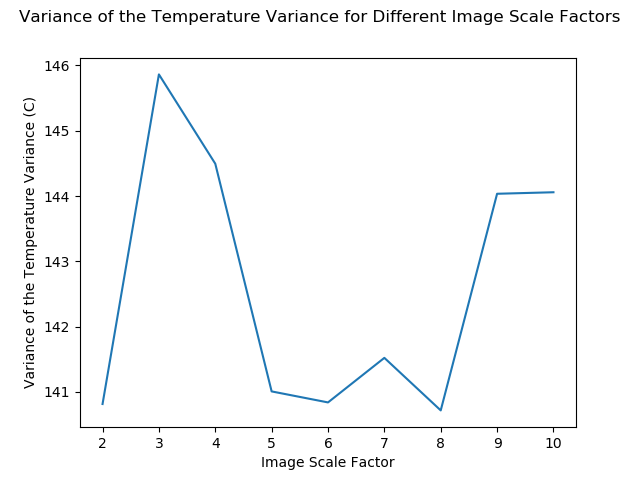 Variance of the Temperature Variance for Different Image Scale Factors
Variance of the Temperature Variance (C)
146
145
144
143
142
141
2 3 4 5 6 7 8 9 10
Image Scale Factor